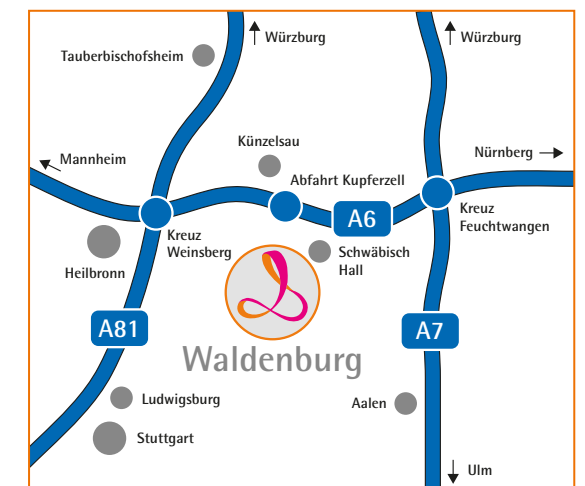 Würzburg
Würzburg
Tauberbischofsheim
Künzelsau
Mannheim
Nürnberg
Abfahrt Kupferzell
A6
Kreuz
Feuchtwangen
Kreuz
Weinsberg
Schwäbisch
Hall
Heilbronn
A81
A7
Waldenburg
Ludwigsburg
Aalen
Stuttgart
Ulm